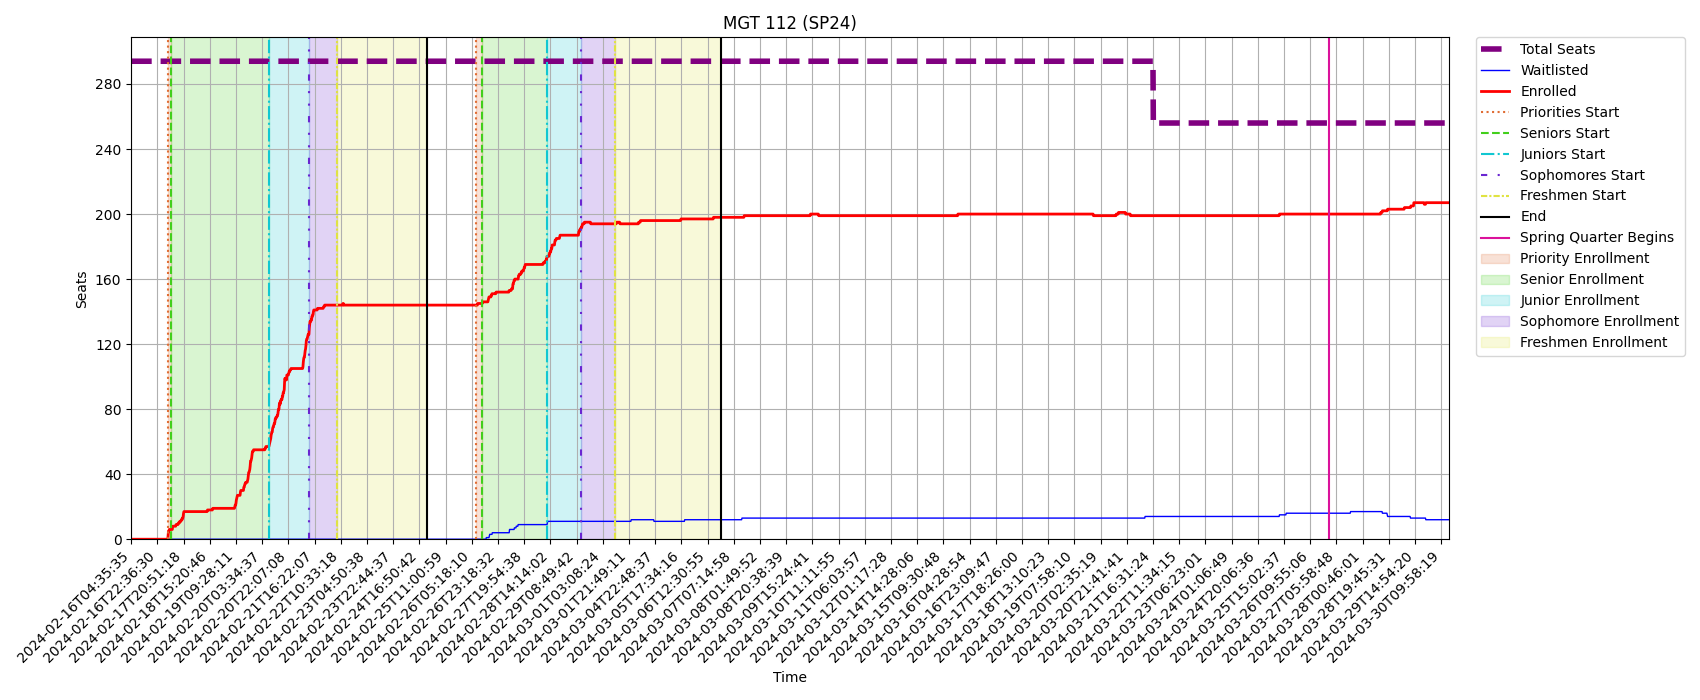 MGT 112 (SP24)
Seats
280
240
200
160
120
80
40
0
2024-02-16T04:35:35
2024-02-16T22:36:30
2024-02-17T20:51:18
2024-02-18T15:20:46
2024-02-19T09:28:11
2024-02-20T03:34:37
2024-02-20T22:07:08
2024-02-21T16:22:07
2024-02-22T10:33:18
2024-02-23T04:50:38
2024-02-23T22:44:37
2024-02-24T16:50:42
2024-02-25T11:00:59
2024-02-26T05:18:10
2024-02-26T23:18:32
2024-02-27T19:54:38
2024-02-28T14:14:02
2024-02-29T08:49:42
2024-03-01T03:08:24
2024-03-01T21:49:11
2024-03-04T22:48:37
2024-03-05T17:34:16
2024-03-06T12:30:55
2024-03-07T07:14:58
2024-03-08T01:49:52
2024-03-08T20:38:39
2024-03-09T15:24:41
2024-03-10T11:11:55
2024-03-11T06:03:57
2024-03-12T01:17:28
2024-03-14T14:28:06
2024-03-15T09:30:48
2024-03-16T04:28:54
2024-03-16T23:09:47
2024-03-17T18:26:00
2024-03-18T13:10:23
2024-03-19T07:58:10
2024-03-20T02:35:19
2024-03-20T21:41:41
2024-03-21T16:31:24
2024-03-22T11:34:15
2024-03-23T06:23:01
2024-03-24T01:06:49
2024-03-24T20:06:36
2024-03-25T15:02:37
2024-03-26T09:55:06
2024-03-27T05:58:48
2024-03-28T00:46:01
2024-03-28T19:45:31
2024-03-29T14:54:20
2024-03-30T09:58:19
Time
Total Seats
Waitlisted
Enrolled
Priorities Start
Seniors Start
Juniors Start
Sophomores Start
Freshmen Start
End
Spring Quarter Begins
Priority Enrollment
Senior Enrollment
Junior Enrollment
Sophomore Enrollment
Freshmen Enrollment